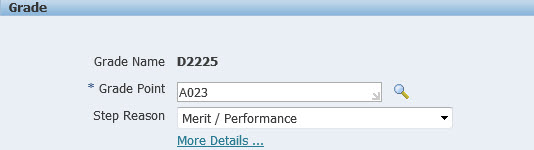 Grade
Grade Name D2225
* Grade Point A023
Step Reason Merit / Performance
More Details ...